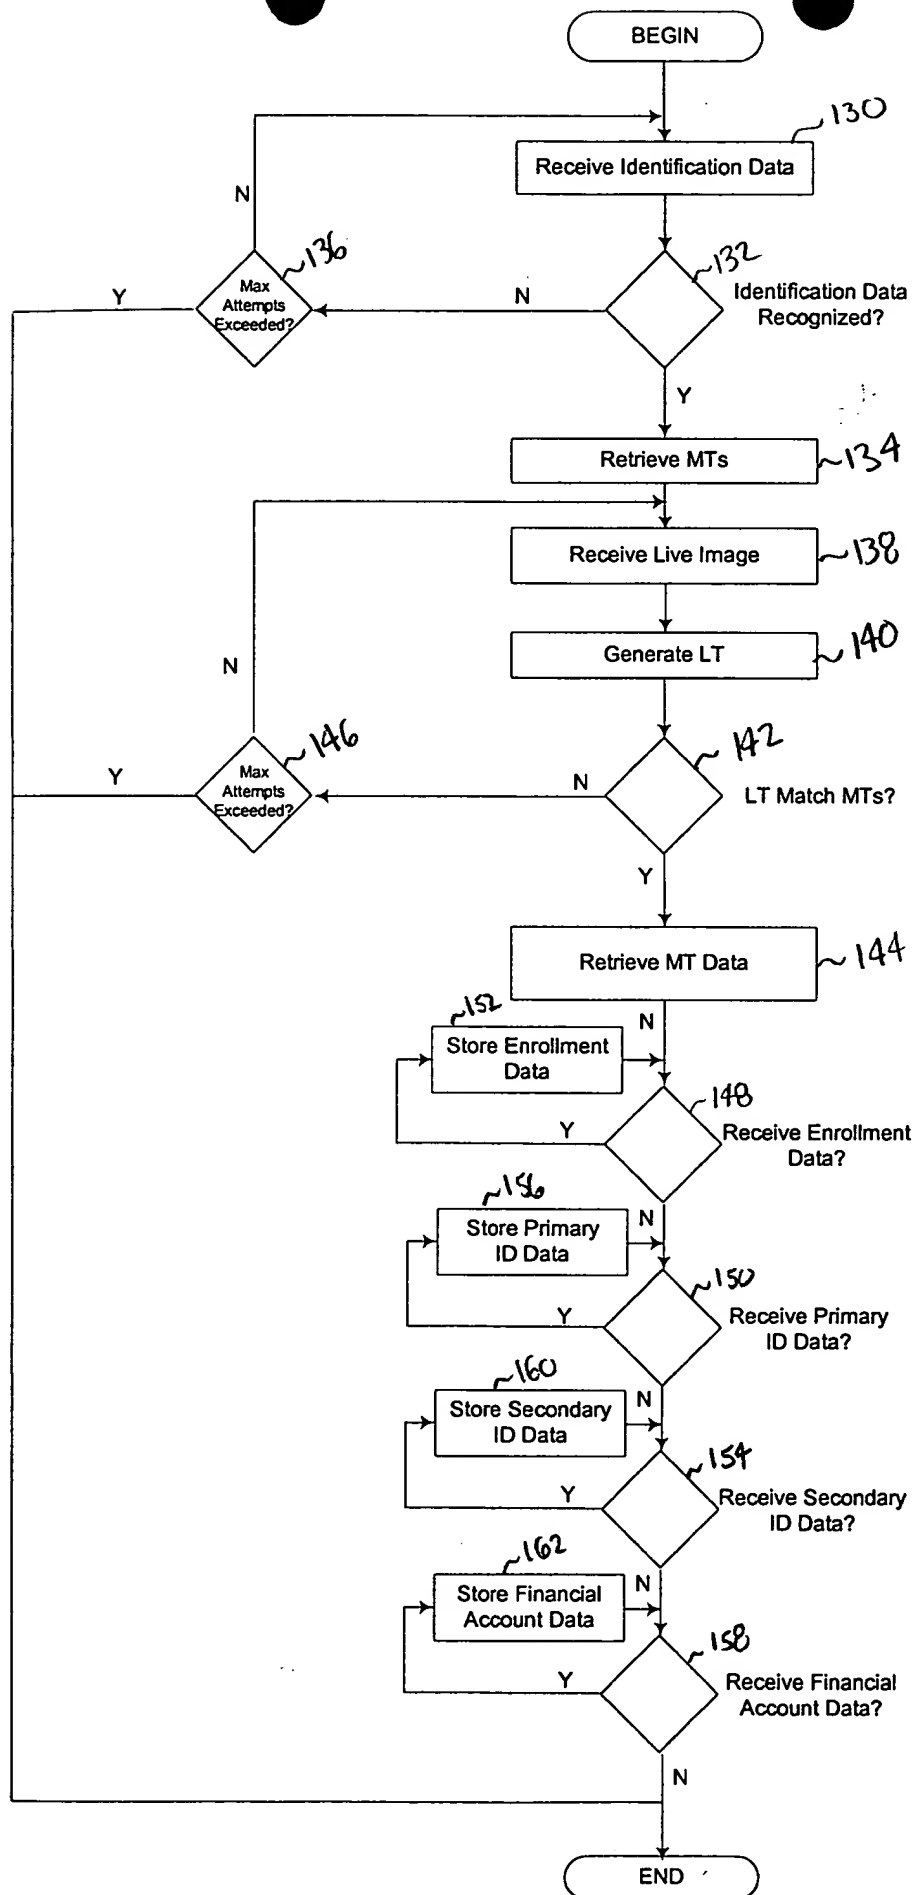 BEGIN
130
Receive Identification Data
N
136
132
Max
Attempts
Exceeded?
Y
N
Identification Data
Recognized?
Y
Retrieve MTs
134
Receive Live Image
138
Generate LT
140
N
146
142
Max
Attempts
Exceeded?
Y
N
LT Match MTs?
Y
Retrieve MT Data
144
N
152
Store Enrollment
Data
148
Y
Receive Enrollment
Data?
156
N
Store Primary
ID Data
150
Y
Receive Primary
ID Data?
160
N
Store Secondary
ID Data
154
Y
Receive Secondary
ID Data?
162
N
Store Financial
Account Data
158
Y
Receive Financial
Account Data?
N
END